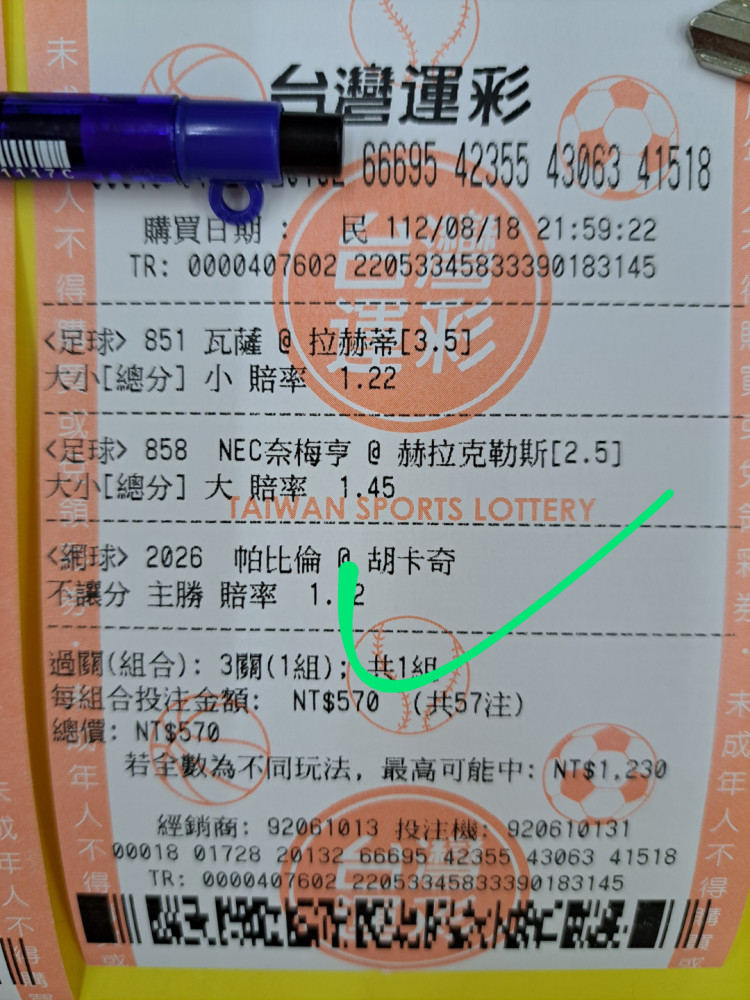 台灣運彩
66695 42355 43063 41518
購買日期 : 民 112/08/18 21:59:22
TR: 0000407602 220533458333390183145
<足球> 851 瓦薩 @ 拉赫蒂[3.5]
大小[總分] 小 賠率 1.22
<足球> 858 NEC奈梅亨 @ 赫拉克勒斯[2.5]
大小[總分] 大 賠率 1.45
TAIWAN SPORTS LOTTERY
<網球> 2026 帕比倫 @ 胡卡奇
不讓分 主勝 賠率
過關(組合): 3關(1組); 共1組
每組合投注金額: NT$570 (共57注)
總價: NT$570
若全數為不同玩法, 最高可能中: NT$1,230
經銷商: 92061013 投注機: 920610131
00018 01728 20132 66695 42355 43063 41518
TR: 0000407602 220533458333390183145